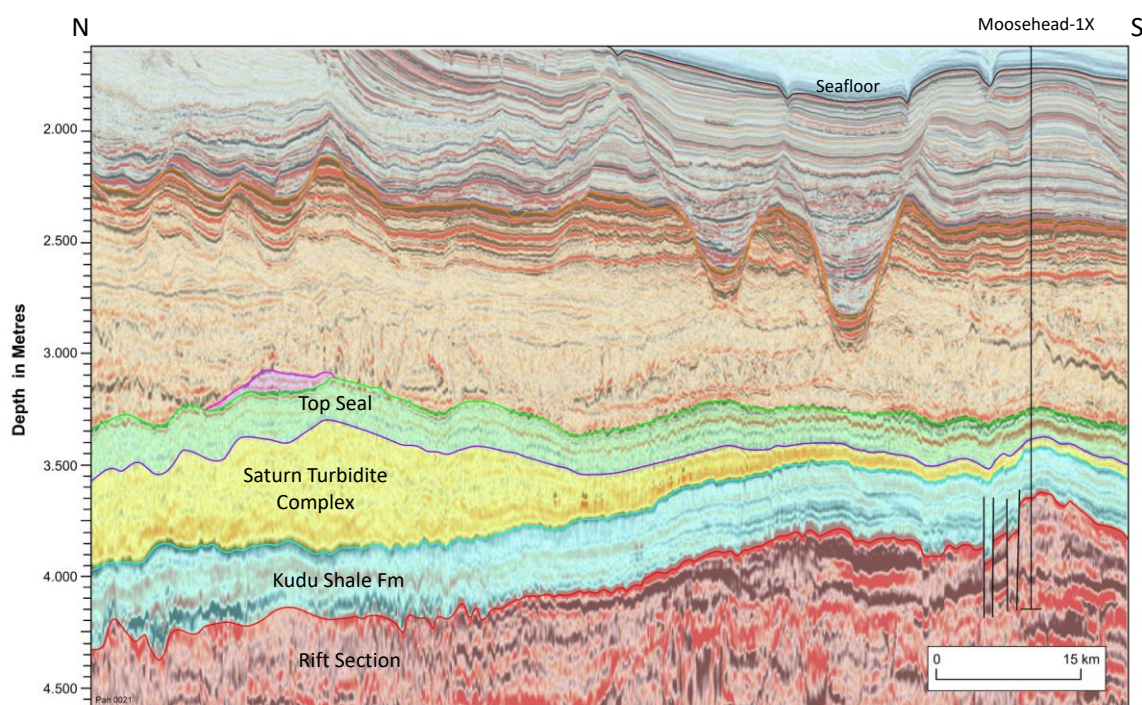 N
Moosehead-1X
S
Seafloor
2.000
2.500
3.000
Depth in Metres
Top Seal
3.500
Saturn Turbidite
Complex
4.000
Kudu Shale Fm
Rift Section
0
15 km
4.500
Pan 0021